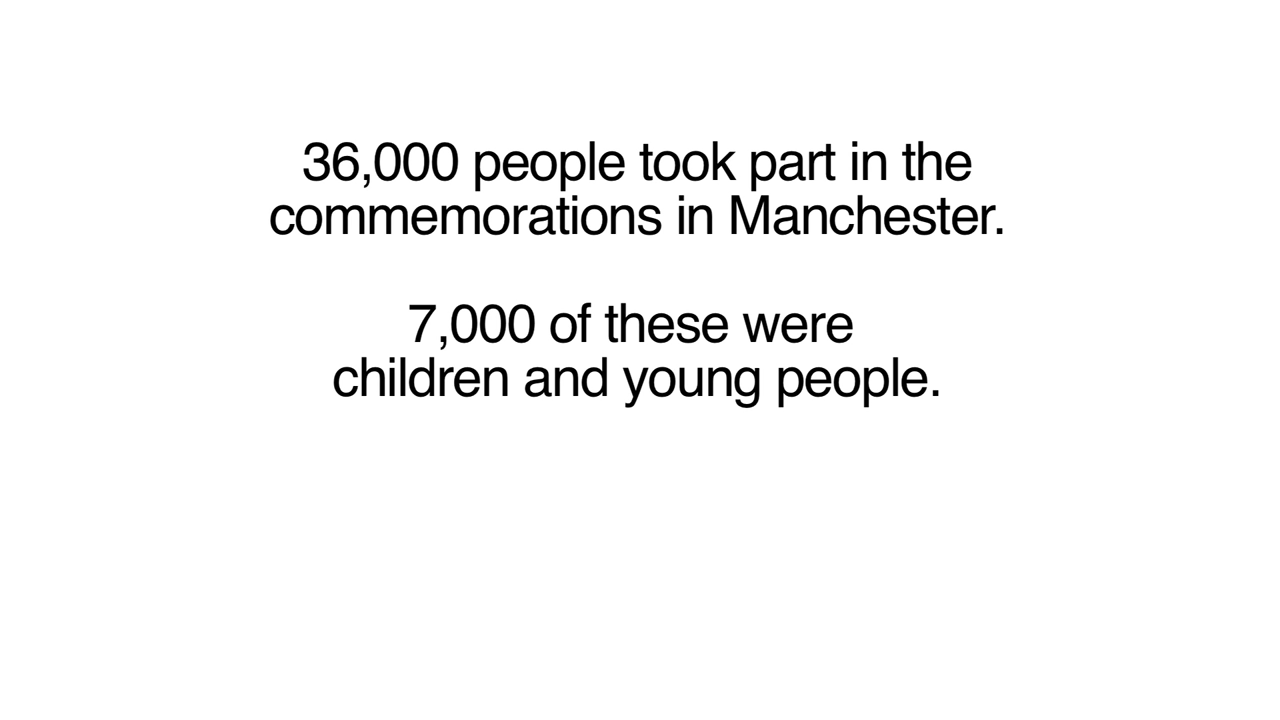 36,000 people took part in the
commemorations in Manchester.
7,000 of these were
children and young people.